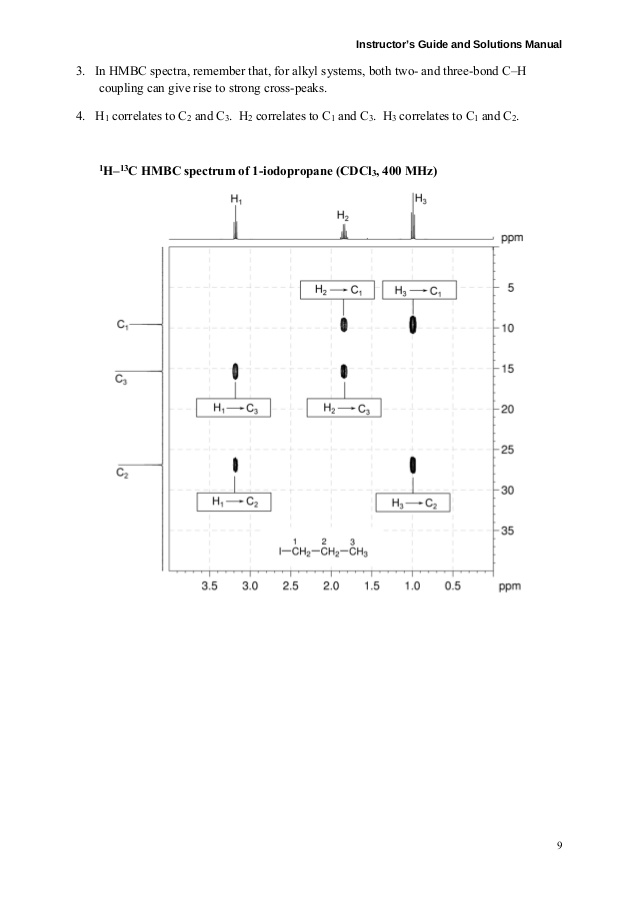 Instructor's Guide and Solutions Manual
3. In HMBC spectra, remember that, for alkyl systems, both two- and three-bond C–H
coupling can give rise to strong cross-peaks.
4. H₁ correlates to C₂ and C₃. H₂ correlates to C₁ and C₃. H₃ correlates to C₁ and C₂.
¹H–¹³C HMBC spectrum of 1-iodopropane (CDCl₃, 400 MHz)
H₁ H₂ H₃
ppm
H₂ → C₁ H₃ → C₁
5
C₁ 10
15
C₃
H₁ → C₃ H₂ → C₃
20
25
C₂
30
H₁ → C₂ H₃ → C₂
35
1 2 3
I–CH₂–CH₂–CH₃
3.5 3.0 2.5 2.0 1.5 1.0 0.5 ppm
9